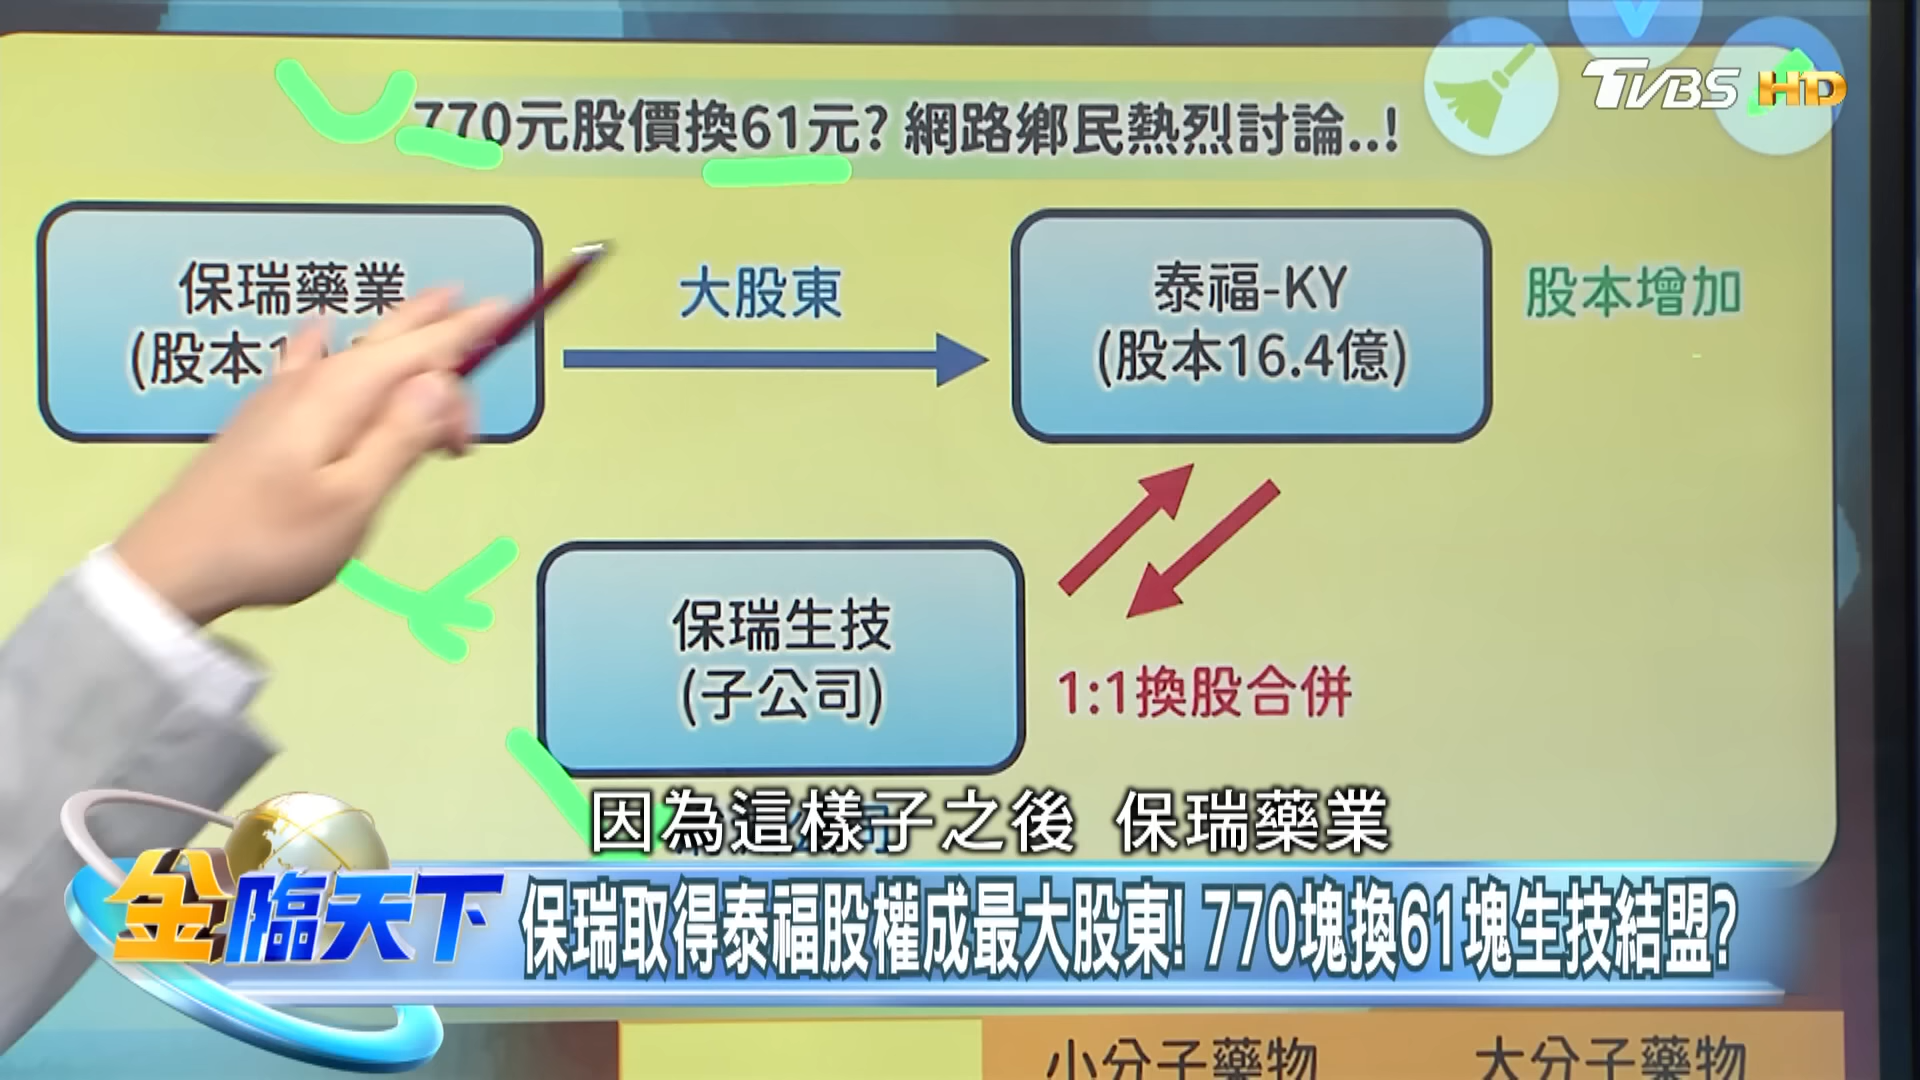 TVBS HD
770元股價換61元? 網路鄉民熱烈討論..!
保瑞藥業
(股本1
大股東
泰福-KY
(股本16.4億)
股本增加
保瑞生技
(子公司)
1:1換股合併
因為這樣子之後 保瑞藥業
金臨天下
保瑞取得泰福股權成最大股東! 770塊換61塊生技結盟?
小分子藥物
大分子藥物